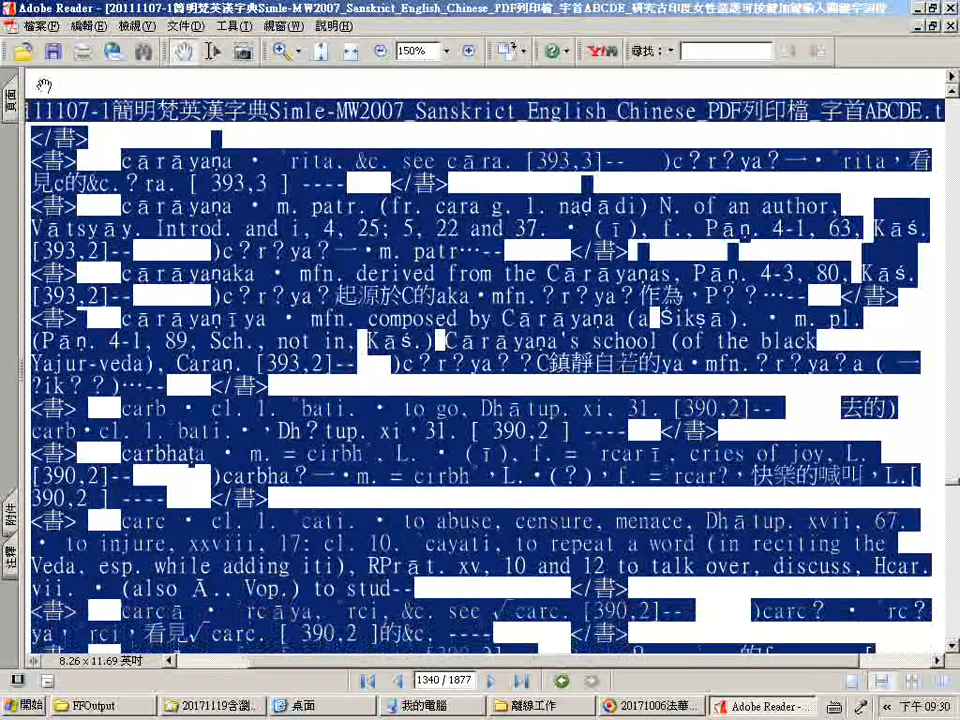 Adobe Reader - [20111107-1簡明梵英漢字典Simle-MW2007_Sanskrict_English_Chinese_PDF列印檔_字首ABCDE_研究古印度女性議題可按
檔案(F) 編輯(E) 檢視(V) 文件(D) 工具(T) 視窗(W) 說明(H)
150% 尋找:
頁面
111107-1簡明梵英漢字典Simle-MW2007_Sanskrict_English_Chinese_PDF列印檔_字首ABCDE.t
</書>
<書> cārāyaṇa • °rita, &c. see cāra. [393,3]-- )c?r?ya?一•°rita，看
見c的&c.?ra. [ 393,3 ] ---- </書>
<書> cārāyaṇa • m. patr. (fr. cara g. 1. naḍādi) N. of an author,
Vātsyāy. Introd. and i, 4, 25; 5, 22 and 37. • (ī), f., Pāṇ. 4-1, 63, Kāś.
[393,2]-- )c?r?ya?一•m. patr…-- </書>
<書> cārāyaṇaka • mfn. derived from the Cārāyaṇas, Pāṇ. 4-3, 80, Kāś.
[393,2]-- )c?r?ya?起源於C的aka•mfn.?r?ya?作為，P??…-- </書>
<書> cārāyaṇīya • mfn. composed by Cārāyaṇa (a Śikṣā). • m. pl.
(Pāṇ. 4-1, 89, Sch., not in, Kāś.) Cārāyaṇa's school (of the black
Yajur-veda), Caraṇ. [393,2]-- )c?r?ya??C鎮靜自若的ya•mfn.?r?ya?a ( 一
?ik??)…-- </書>
<書> carb • cl. 1. °bati. • to go, Dhātup. xi, 31. [390,2]-- 去的)
carb•cl. 1. bati.•，Dh?tup. xi，31. [ 390,2 ] ---- </書>
<書> carbhaṭa • m. = cirbh°, L. • (ī), f. = °rcarī, cries of joy, L.
[390,2]-- )carbha?一•m. = cirbh°，L.•(?)，f. = °rcar?，快樂的喊叫，L.[
390,2 ] ---- </書>
<書> carc • cl. 1. °cati. • to abuse, censure, menace, Dhātup. xvii, 67.
• to injure, xxviii, 17: cl. 10. °cayati, to repeat a word (in reciting the
Veda, esp. while adding iti), RPrāt. xv, 10 and 12 to talk over, discuss, Hcar.
vii. • (also Ā., Vop.) to stud-- </書>
<書> carcā • °rcāya, °rci, &c. see √carc. [390,2]-- )carc? • °rc?
ya，°rci，看見√carc. [ 390,2 ]的&c. ---- </書>
附件
註釋
8.26 x 11.69 英吋
1340 / 1877
開始 FFOutput 20171119含瀏... 桌面 我的電腦 離線工作 20171006法華... Adobe Reader -... 下午 09:30